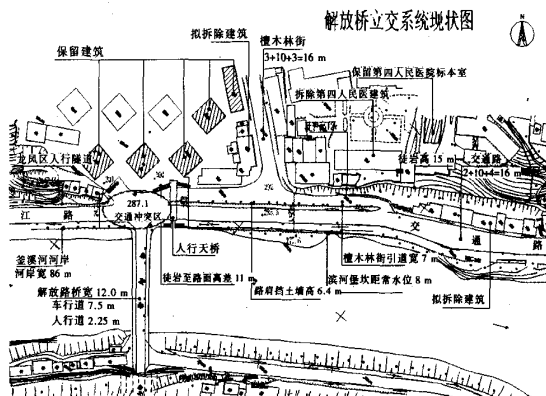 解放桥立交系统现状图
N
拟拆除建筑
檀木林街
3+10+3=16 m
保留建筑
保留第四人民医院标本室
拆除第四人民医建筑
龙凤区人行隧道
徒岩高 15 m
交通路
2+10+4=16 m
287.1
交通冲突区
江 路
交 通 路
人行天桥
釜溪河河岸
河岸宽 86 m
徒岩至路面高差 11 m
檀木林街引道宽 7 m
滨河堡坎距常水位 8 m
路肩挡土墙高 6.4 m
解放路桥宽 12.0 m
车行道 7.5 m
人行道 2.25 m
拟拆除建筑